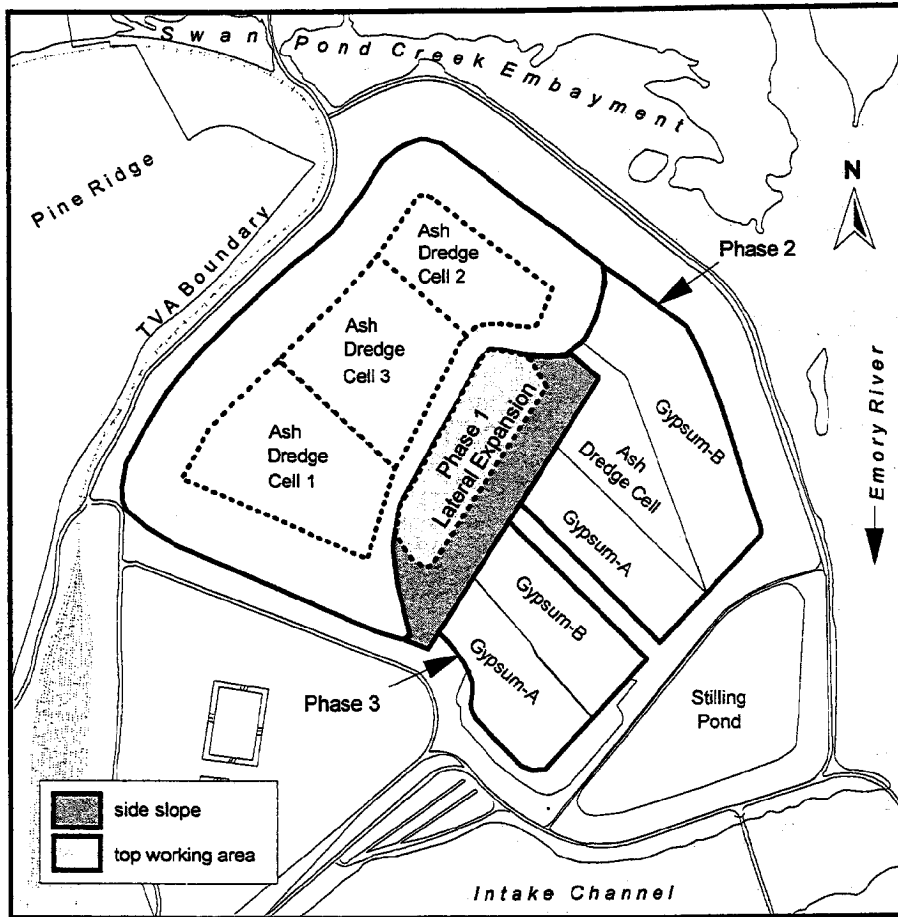 Swan Pond Creek Embayment
Pine Ridge
N
TVA Boundary
Phase 2
Ash
Dredge
Cell 2
Ash
Dredge
Cell 3
Ash
Dredge
Cell 1
Phase 1
Lateral Expansion
Gypsum-B
Ash
Dredge Cell
Gypsum-A
Emory River
Gypsum-B
Gypsum-A
Phase 3
Stilling
Pond
side slope
top working area
Intake Channel